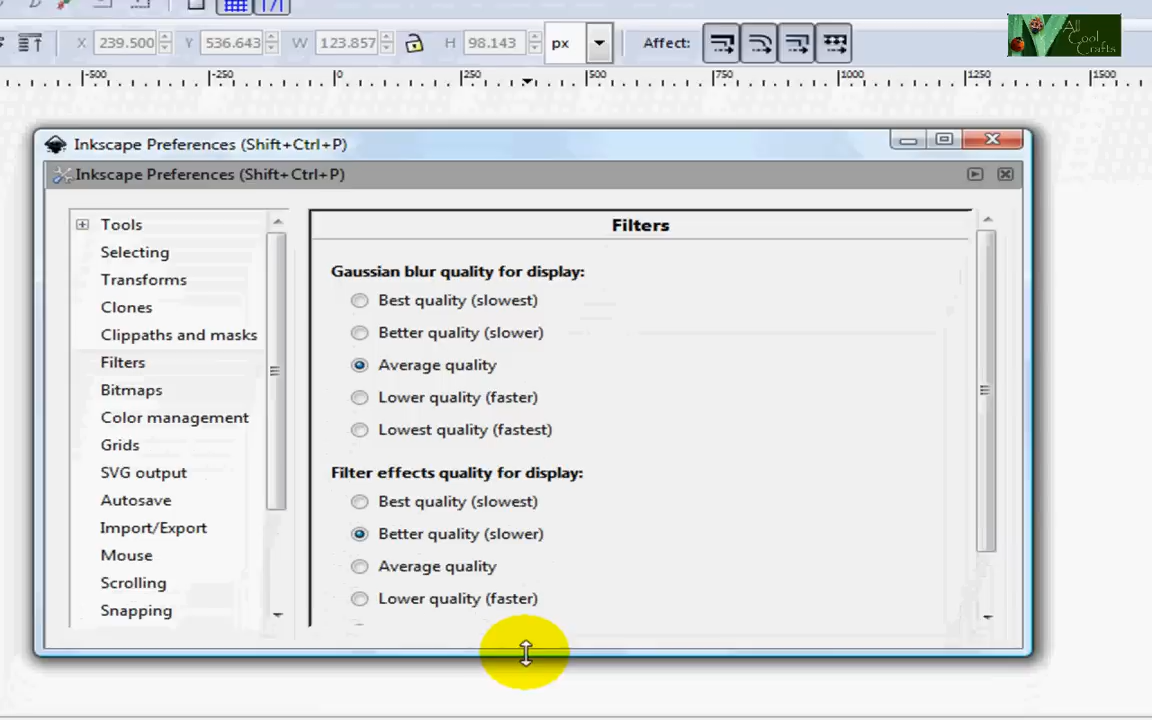 X 239.500 Y 536.643 W 123.857 H 98.143 px Affect:
All
Cool
Crafts
-500 -250 0 250 500 750 1000 1250 1500
Inkscape Preferences (Shift+Ctrl+P)
Inkscape Preferences (Shift+Ctrl+P)
Tools
Selecting
Transforms
Clones
Clippaths and masks
Filters
Bitmaps
Color management
Grids
SVG output
Autosave
Import/Export
Mouse
Scrolling
Snapping
Filters
Gaussian blur quality for display:
Best quality (slowest)
Better quality (slower)
Average quality
Lower quality (faster)
Lowest quality (fastest)
Filter effects quality for display:
Best quality (slowest)
Better quality (slower)
Average quality
Lower quality (faster)